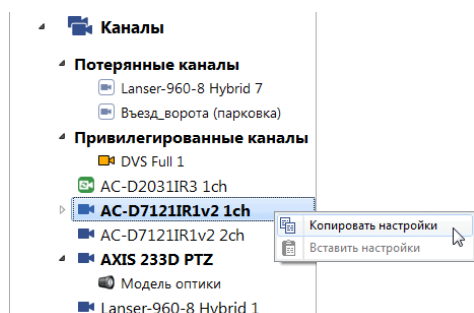 Каналы
Потерянные каналы
Lanser-960-8 Hybrid 7
Въезд_ворота (парковка)
Привилегированные каналы
DVS Full 1
AC-D2031IR3 1ch
AC-D7121IR1v2 1ch
Копировать настройки
AC-D7121IR1v2 2ch
Вставить настройки
AXIS 233D PTZ
Модель оптики
Lanser-960-8 Hybrid 1